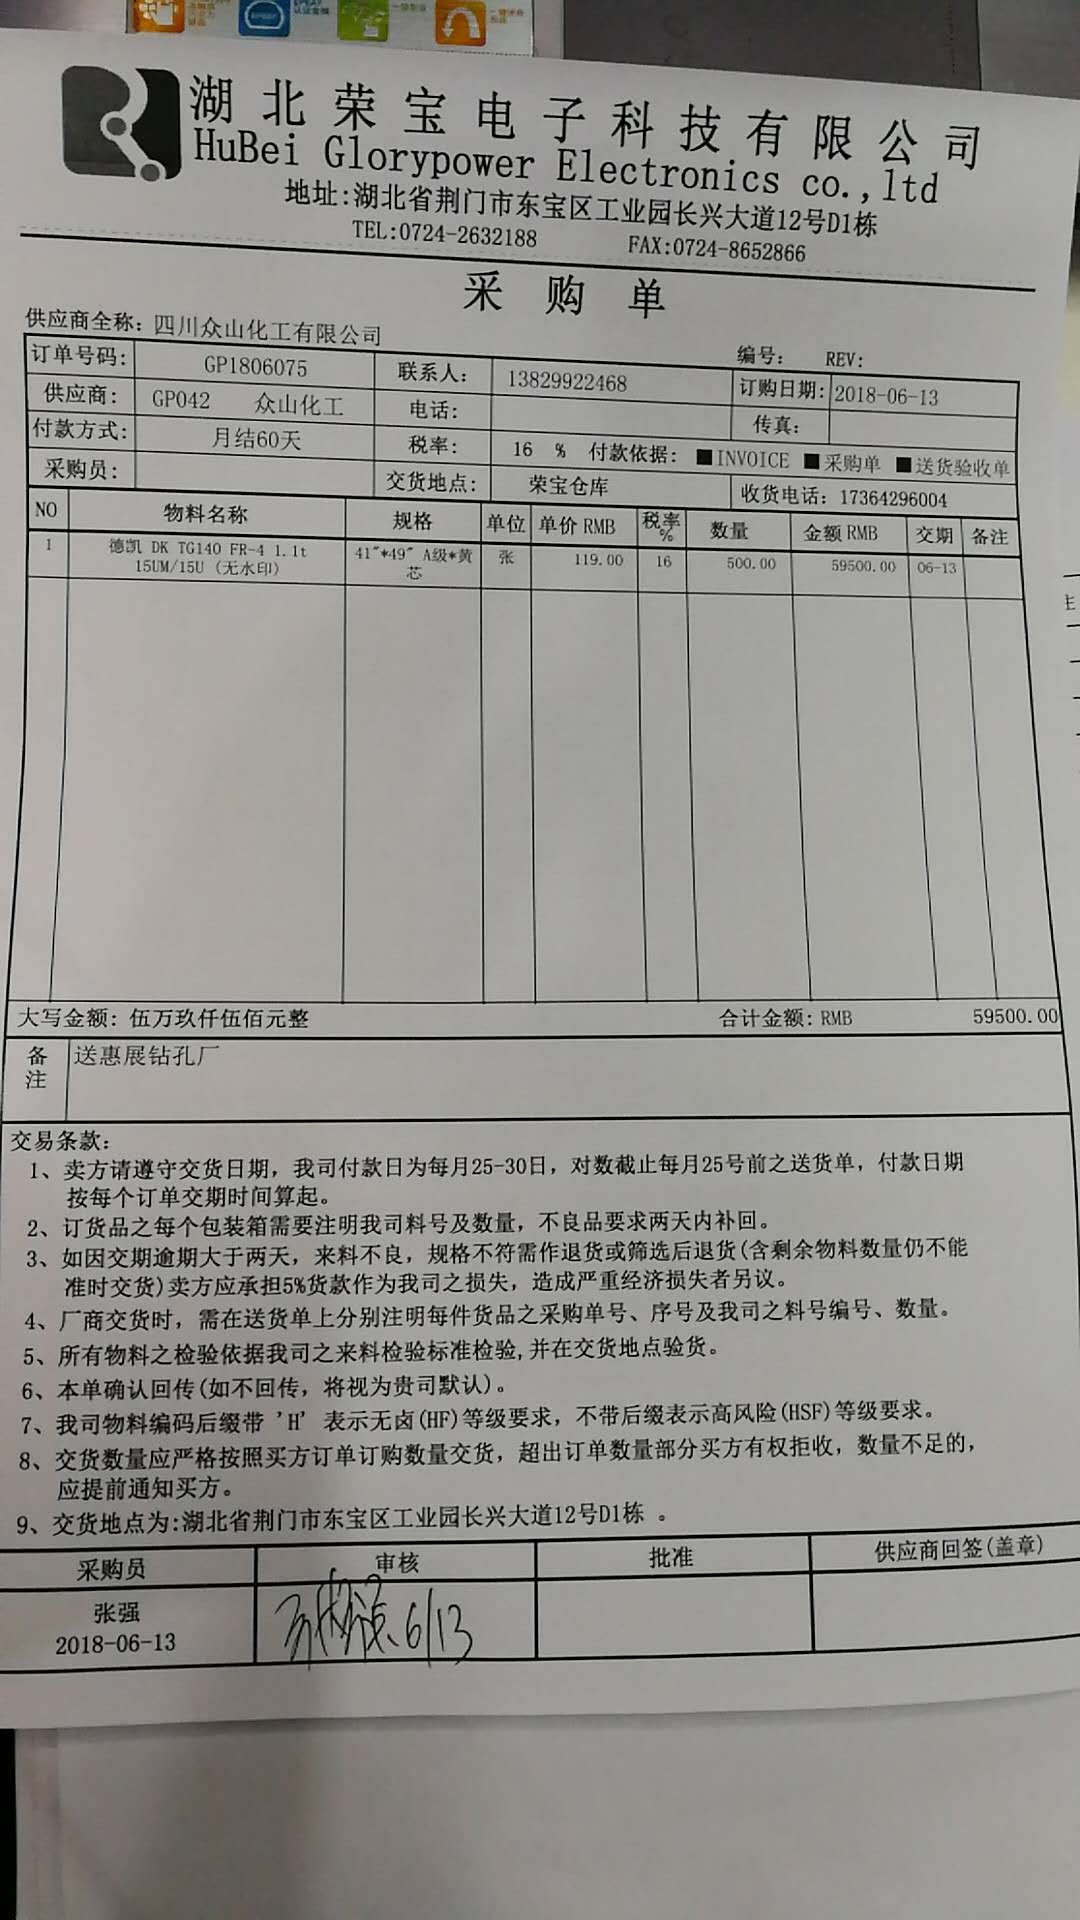 湖北荣宝电子科技有限公司
HuBei Glorypower Electronics co.,ltd
地址:湖北省荆门市东宝区工业园长兴大道12号D1栋
TEL:0724-2632188 FAX:0724-8652866
采购单
供应商全称: 四川众山化工有限公司 编号: REV:
订单号码: GP1806075 联系人: 13829922468 订购日期: 2018-06-13
供应商: GP042 众山化工 电话: 传真:
付款方式: 月结60天 税率: 16 % 付款依据: ■INVOICE ■采购单 ■送货验收单
采购员: 交货地点: 荣宝仓库 收货电话: 17364296004
NO 物料名称 规格 单位 单价RMB 税率% 数量 金额RMB 交期 备注
1 德凯 DK TG140 FR-4 1.1t 41"*49" A级*黄 张 119.00 16 500.00 59500.00 06-13
15UM/15U (无水印) 芯
大写金额: 伍万玖仟伍佰元整 合计金额: RMB 59500.00
备注 送惠展钻孔厂
交易条款:
1、卖方请遵守交货日期，我司付款日为每月25-30日，对数截止每月25号前之送货单，付款日期
按每个订单交期时间算起。
2、订货品之每个包装箱需要注明我司料号及数量，不良品要求两天内补回。
3、如因交期逾期大于两天，来料不良，规格不符需作退货或筛选后退货(含剩余物料数量仍不能
准时交货)卖方应承担5%货款作为我司之损失，造成严重经济损失者另议。
4、厂商交货时，需在送货单上分别注明每件货品之采购单号、序号及我司之料号编号、数量。
5、所有物料之检验依据我司之来料检验标准检验,并在交货地点验货。
6、本单确认回传(如不回传，将视为贵司默认)。
7、我司物料编码后缀带 'H' 表示无卤(HF)等级要求，不带后缀表示高风险(HSF)等级要求。
8、交货数量应严格按照买方订单订购数量交货，超出订单数量部分买方有权拒收，数量不足的，
应提前通知买方。
9、交货地点为:湖北省荆门市东宝区工业园长兴大道12号D1栋 。
采购员 审核 批准 供应商回签(盖章)
张强 6/13
2018-06-13